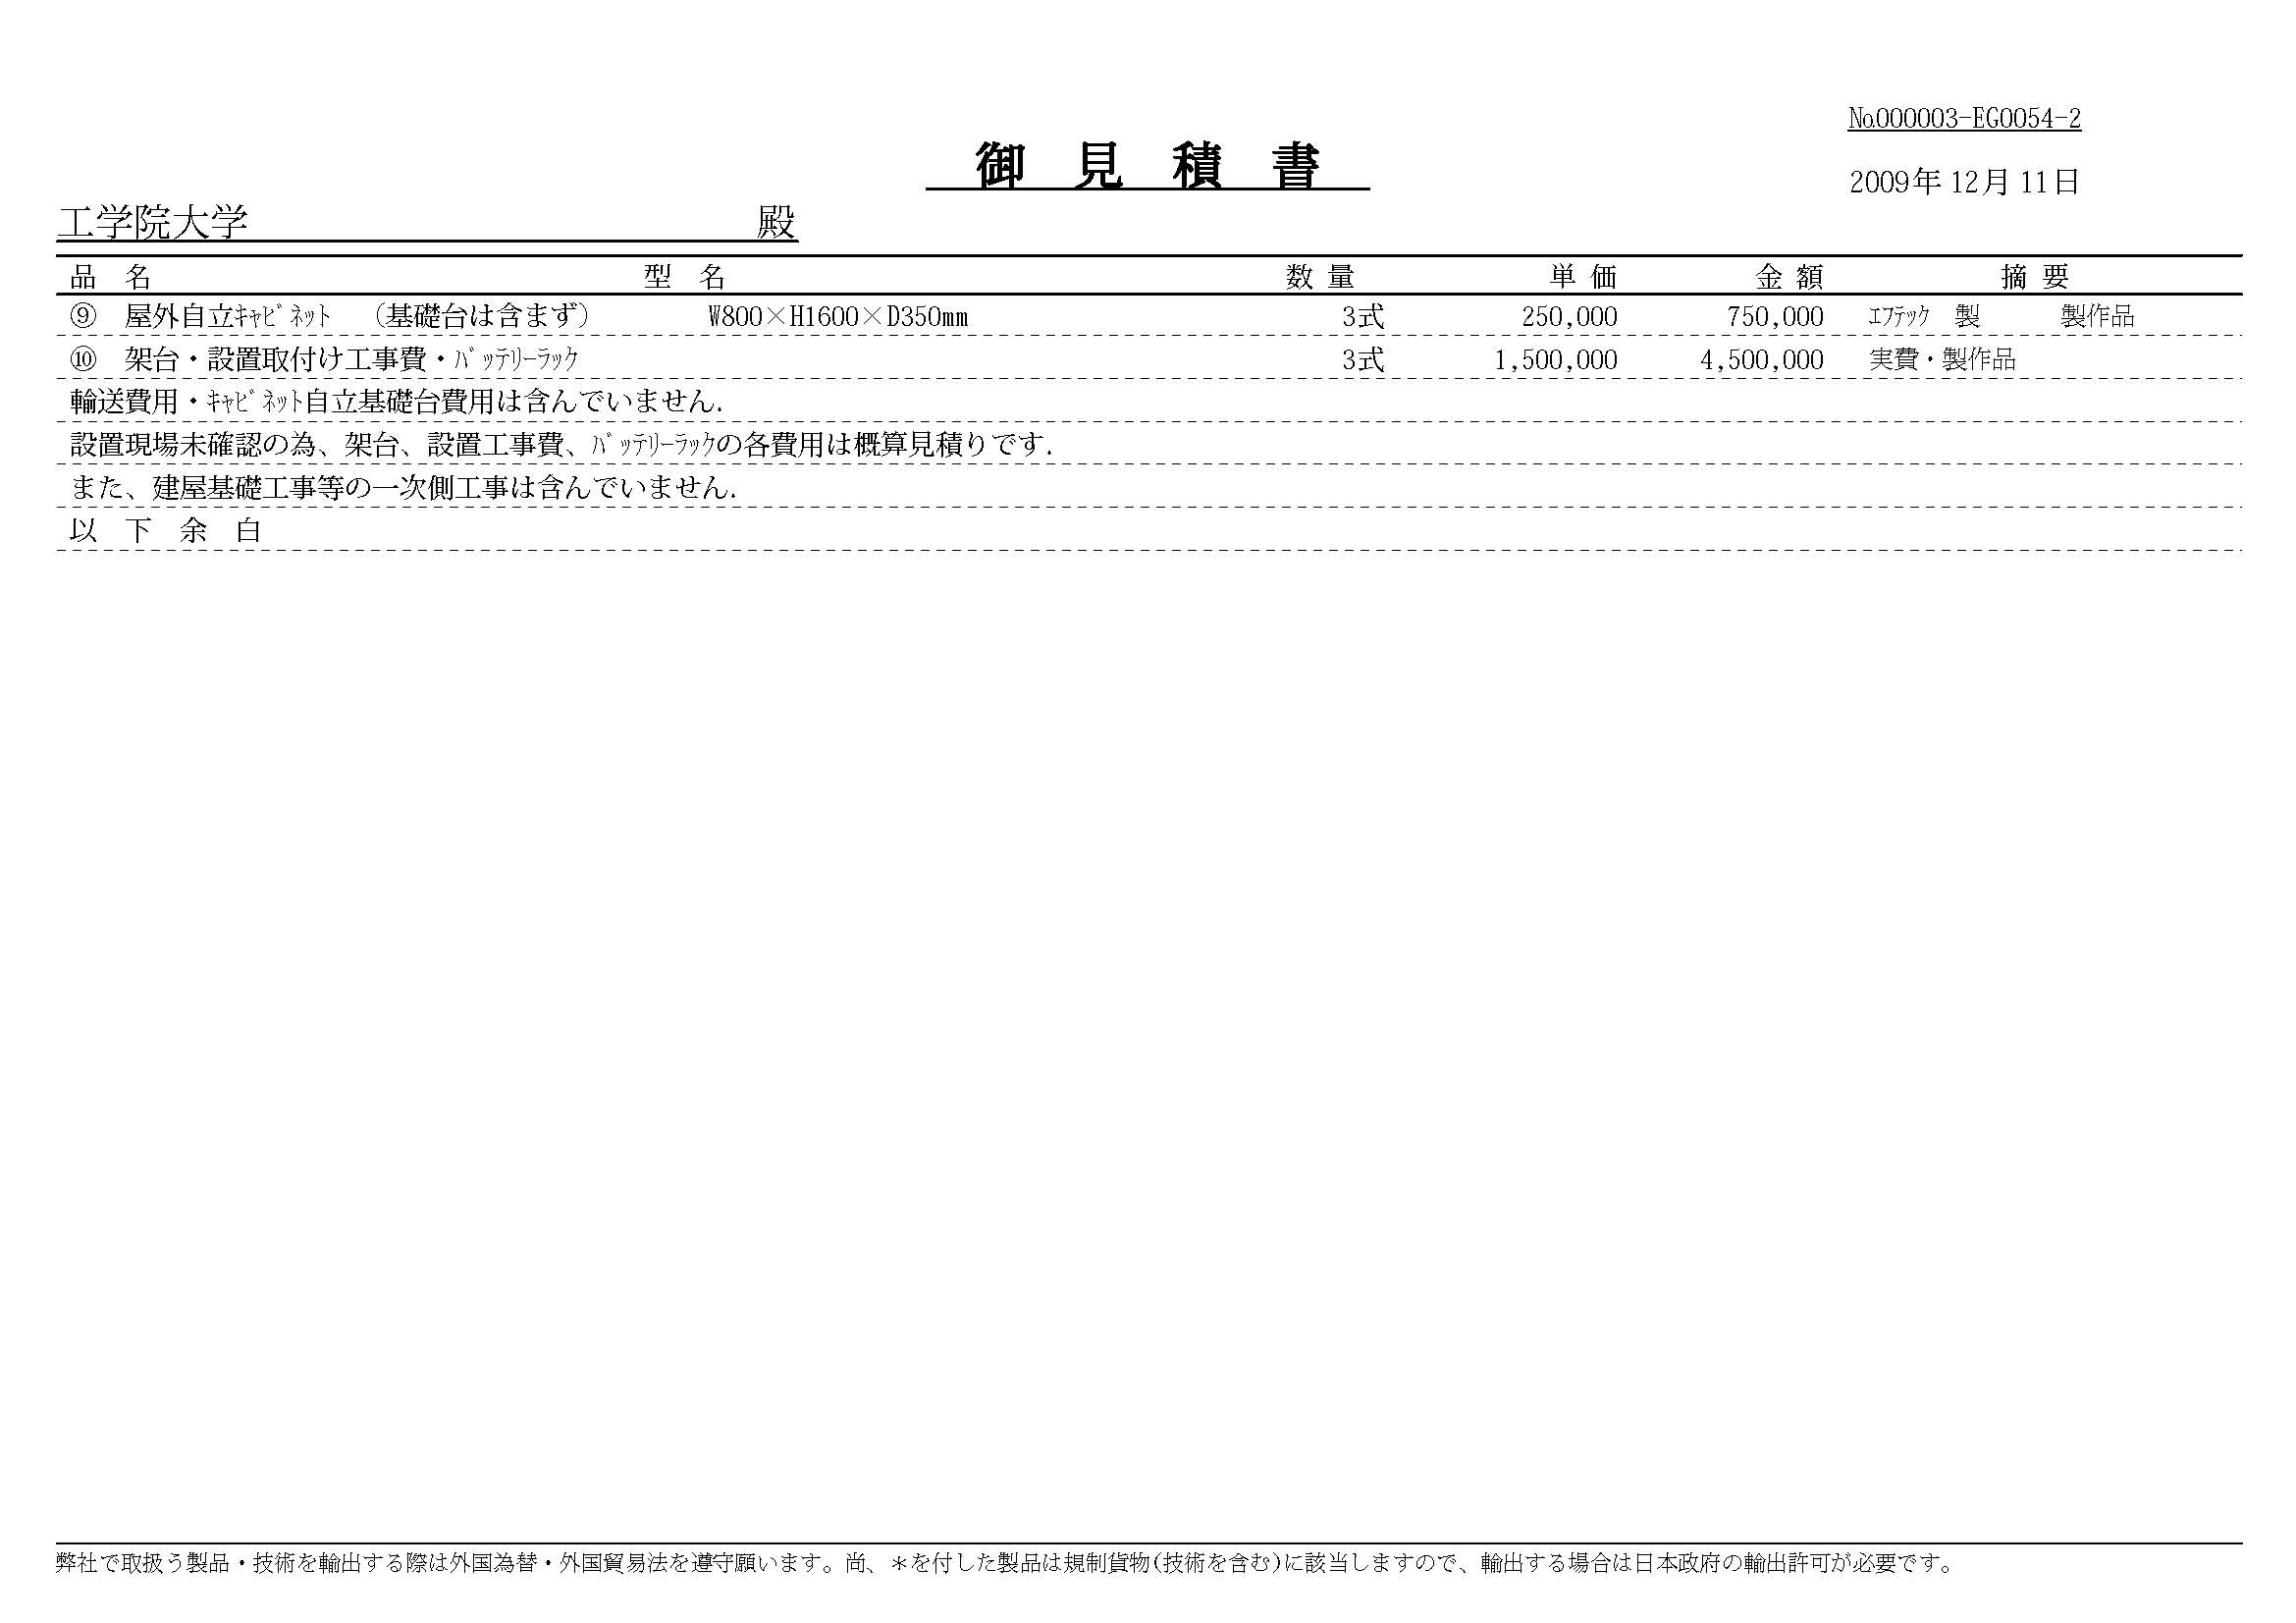 №000003-EG0054-2
御 見 積 書
2009年 12月 11日
工学院大学 殿
品 名 型 名 数 量 単 価 金 額 摘 要
⑨ 屋外自立ｷｬﾋﾞﾈｯﾄ （基礎台は含まず） W800×H1600×D350mm 3式 250,000 750,000 ｴﾌﾃｯｸ 製 製作品
⑩ 架台・設置取付け工事費・ﾊﾞｯﾃﾘｰﾗｯｸ 3式 1,500,000 4,500,000 実費・製作品
輸送費用・ｷｬﾋﾞﾈｯﾄ自立基礎台費用は含んでいません.
設置現場未確認の為、架台、設置工事費、ﾊﾞｯﾃﾘｰﾗｯｸの各費用は概算見積りです.
また、建屋基礎工事等の一次側工事は含んでいません.
以 下 余 白
弊社で取扱う製品・技術を輸出する際は外国為替・外国貿易法を遵守願います。尚、＊を付した製品は規制貨物(技術を含む)に該当しますので、輸出する場合は日本政府の輸出許可が必要です。